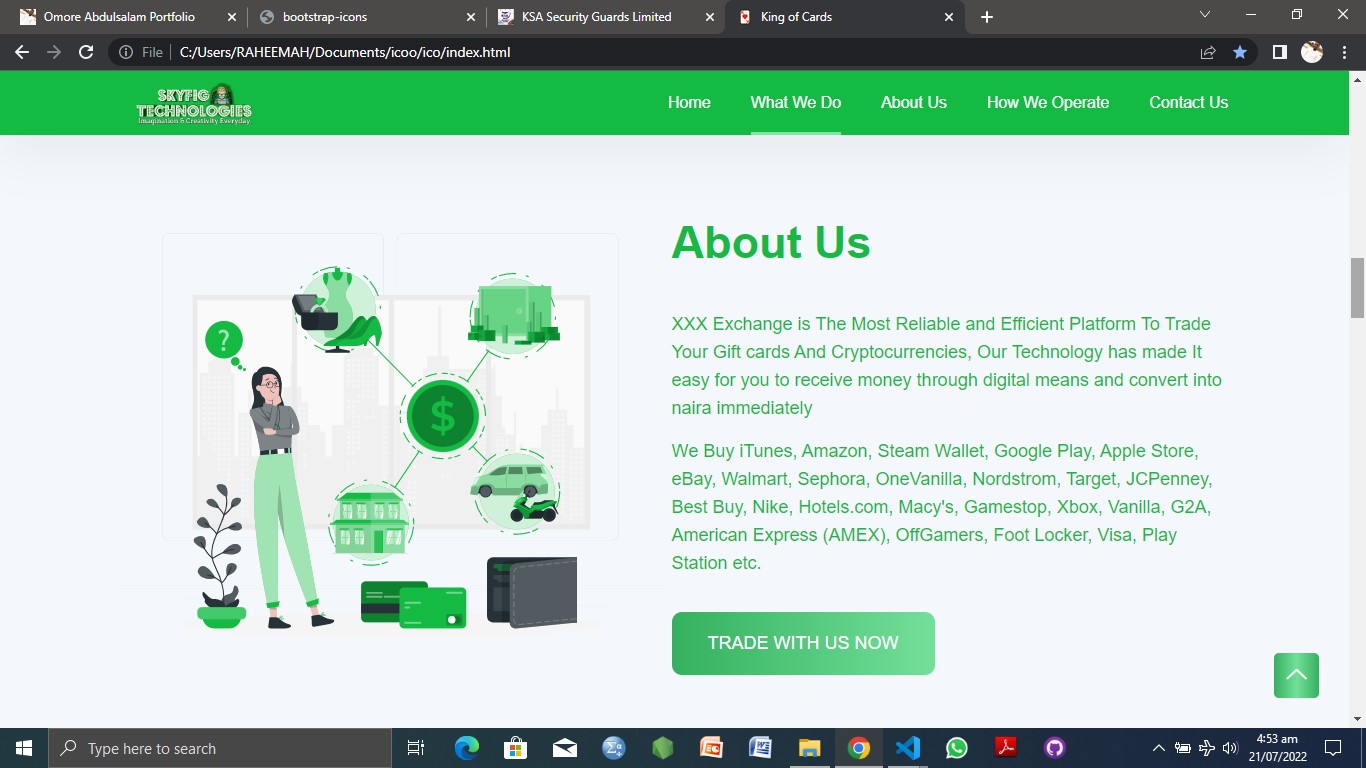 Omore Abdulsalam Portfolio
bootstrap-icons
KSA Security Guards Limited
King of Cards
File
C:/Users/RAHEEMAH/Documents/icoo/ico/index.html
SKYFIG
TECHNOLOGIES
Imagination & Creativity Everyday
Home
What We Do
About Us
How We Operate
Contact Us
?
$
About Us
XXX Exchange is The Most Reliable and Efficient Platform To Trade
Your Gift cards And Cryptocurrencies, Our Technology has made It
easy for you to receive money through digital means and convert into
naira immediately
We Buy iTunes, Amazon, Steam Wallet, Google Play, Apple Store,
eBay, Walmart, Sephora, OneVanilla, Nordstrom, Target, JCPenney,
Best Buy, Nike, Hotels.com, Macy's, Gamestop, Xbox, Vanilla, G2A,
American Express (AMEX), OffGamers, Foot Locker, Visa, Play
Station etc.
TRADE WITH US NOW
Type here to search
4:53 am
21/07/2022